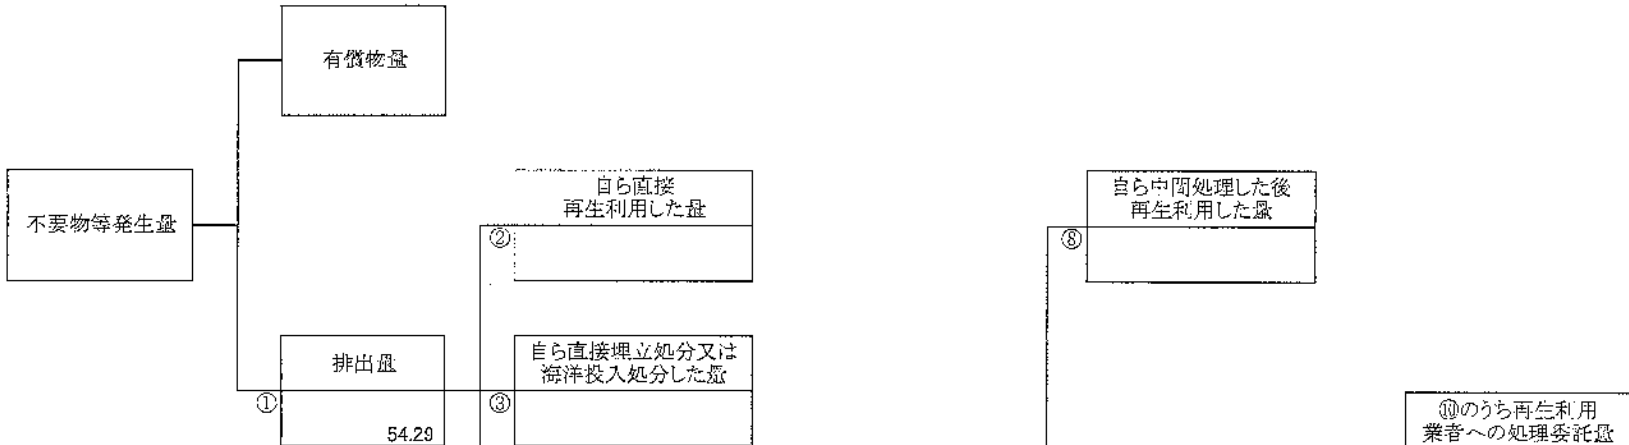 有償物量
不要物等発生量
自ら直接
再生利用した量
②
自ら中間処理した後
再生利用した量
⑧
排出量
①
54.29
自ら直接埋立処分又は
海洋投入処分した量
③
⑩のうち再生利用
業者への処理委託量